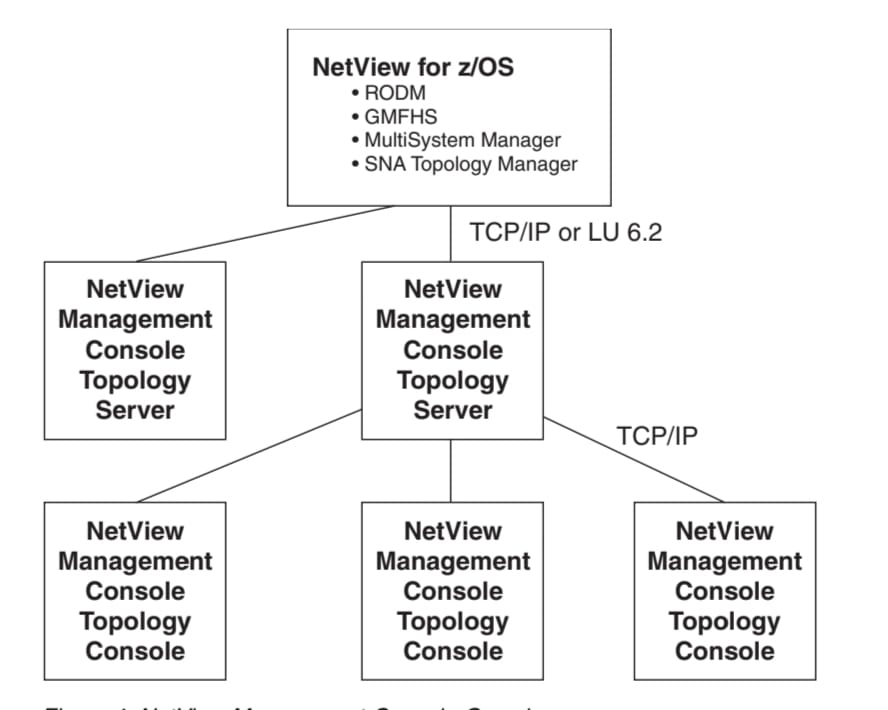 NetView for z/OS
• RODM
• GMFHS
• MultiSystem Manager
• SNA Topology Manager
TCP/IP or LU 6.2
NetView
Management
Console
Topology
Server
NetView
Management
Console
Topology
Server
TCP/IP
NetView
Management
Console
Topology
Console
NetView
Management
Console
Topology
Console
NetView
Management
Console
Topology
Console